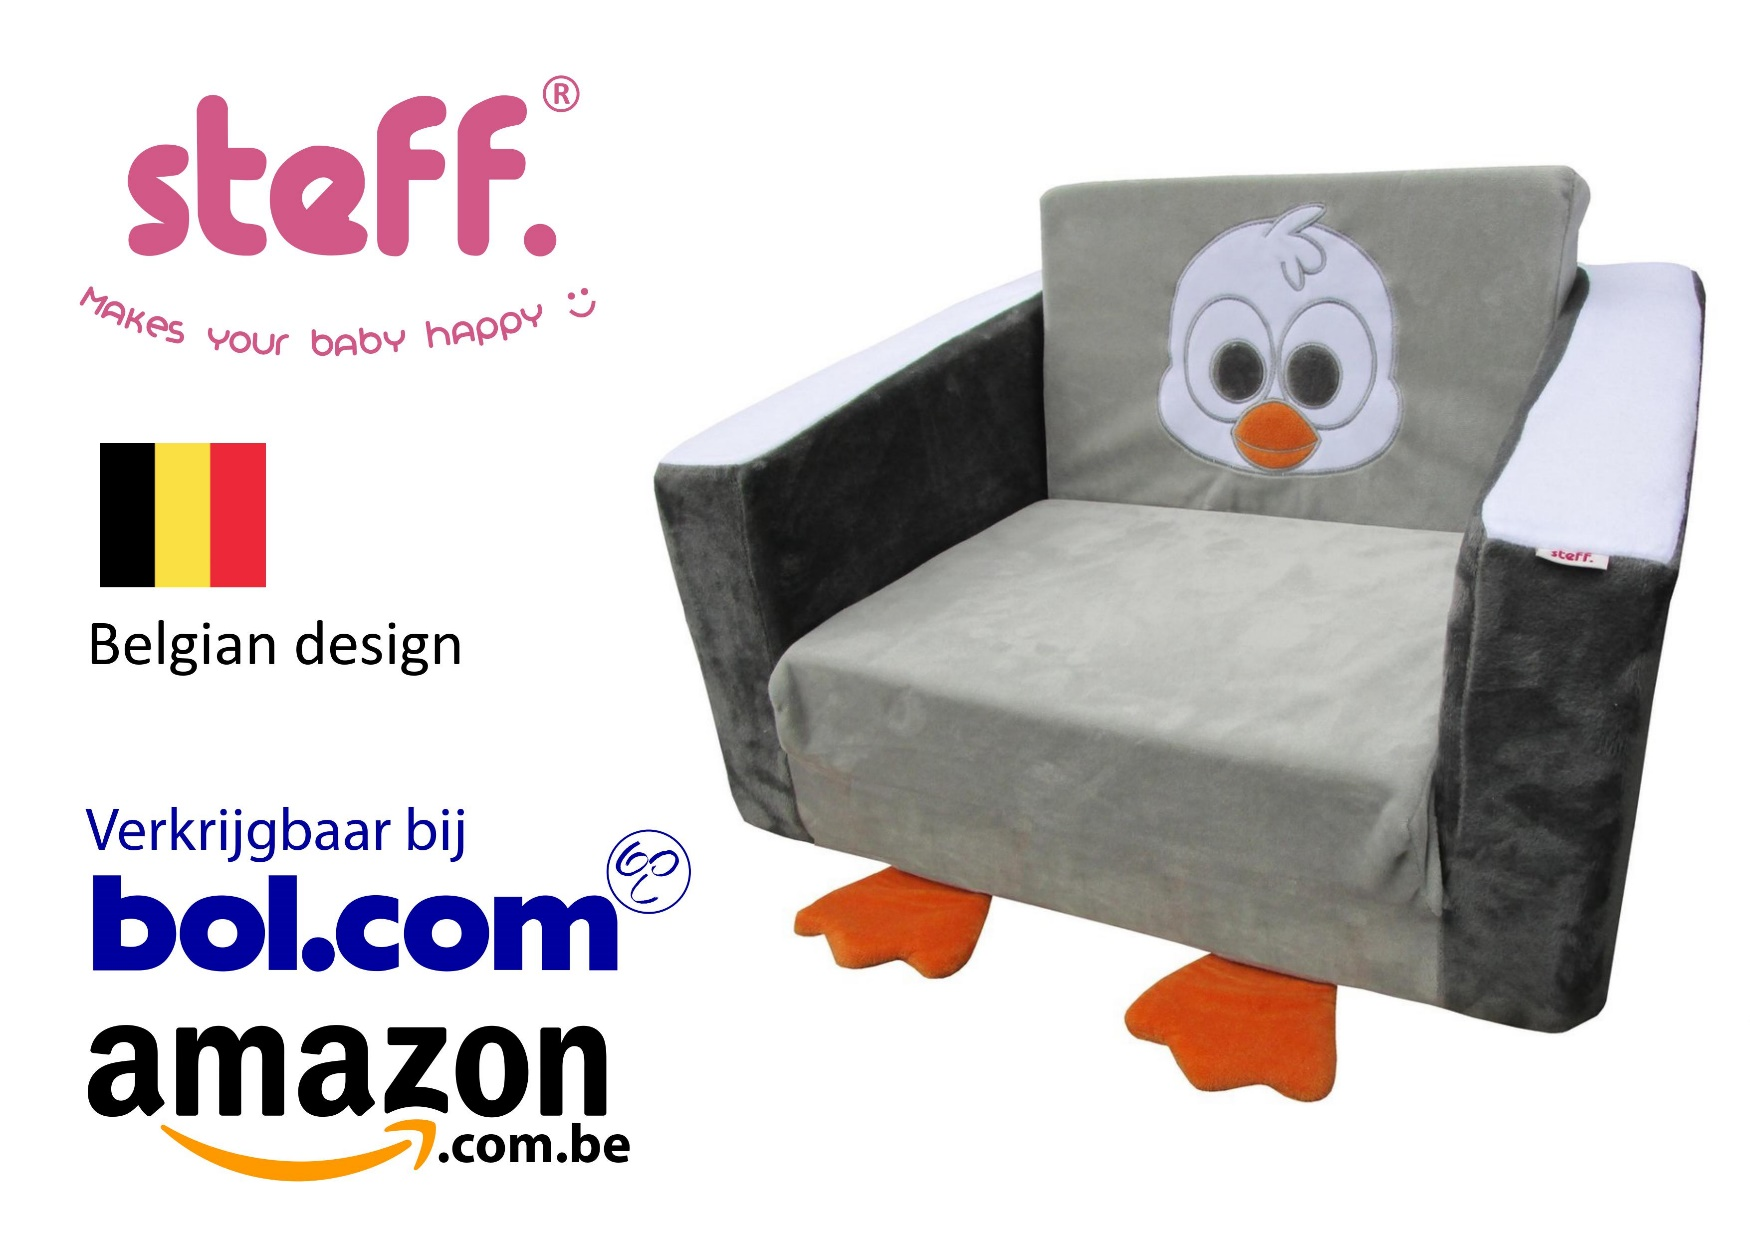 steff.®
Makes your baby happy
Belgian design
Verkrijgbaar bij
bol.com
amazon
.com.be
steff.